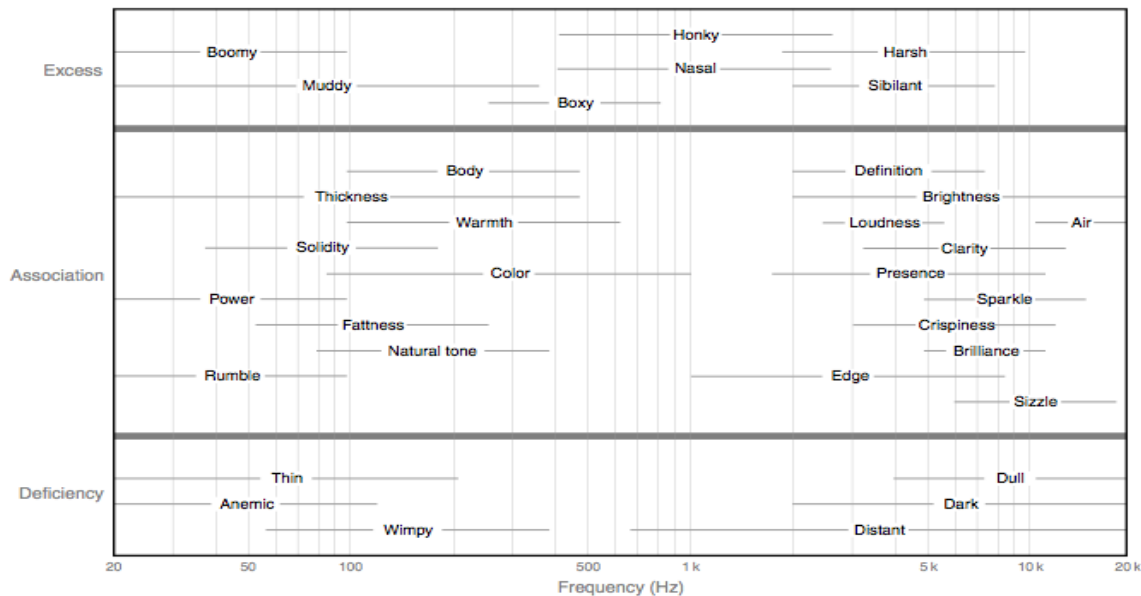 Honky
Boomy Harsh
Excess
Nasal
Muddy Sibilant
Boxy
Body Definition
Thickness Brightness
Warmth Loudness Air
Solidity Clarity
Association
Color Presence
Power Sparkle
Fattness Crispiness
Natural tone Brilliance
Rumble Edge
Sizzle
Thin Dull
Deficiency
Anemic Dark
Wimpy Distant
20 100 500 1 k 5 k 10 k 20 k
Frequency (Hz)